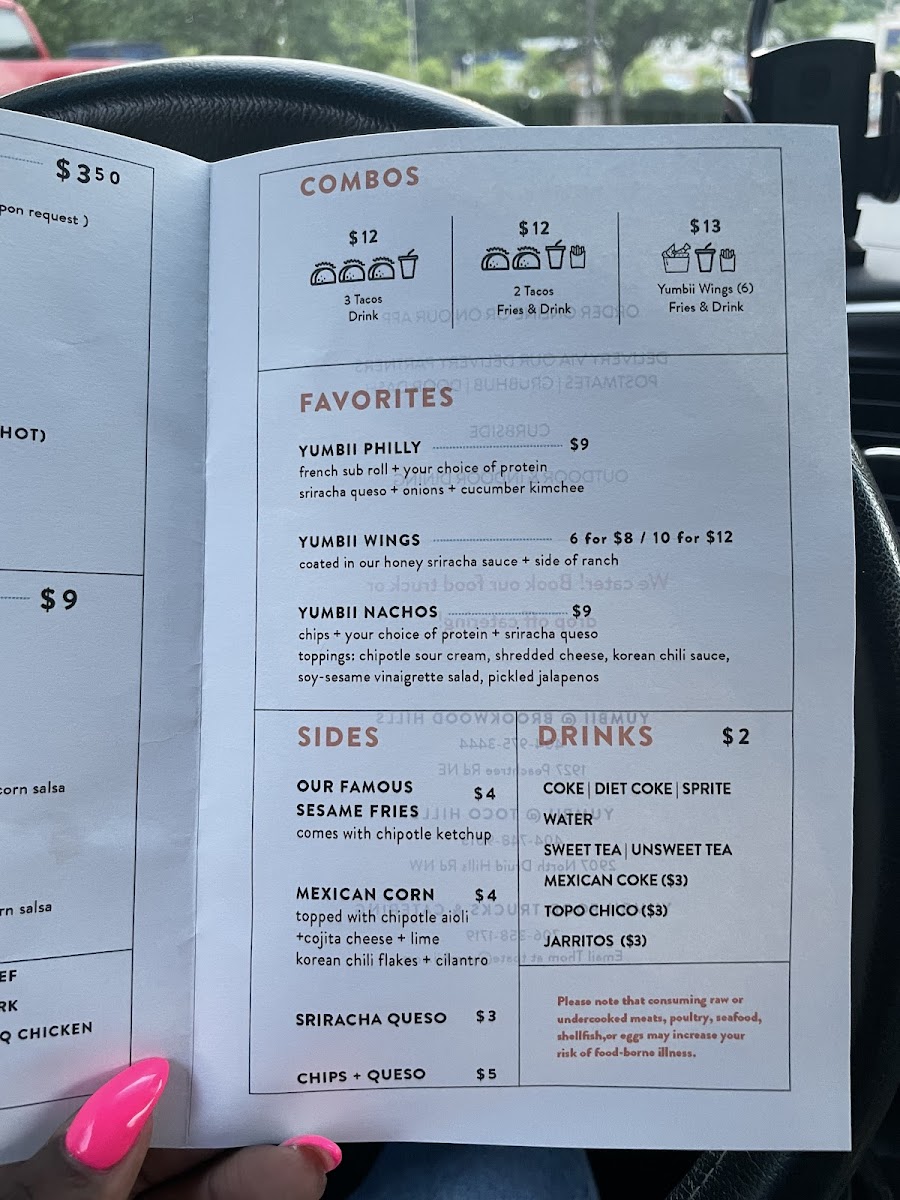 $3 50
pon request )
HOT)
$9
corn salsa
rn salsa
EF
RK
Q CHICKEN
COMBOS
$12
3 Tacos
Drink
$12
2 Tacos
Fries & Drink
$13
Yumbii Wings (6)
Fries & Drink
FAVORITES
YUMBII PHILLY $9
french sub roll + your choice of protein
sriracha queso + onions + cucumber kimchee
YUMBII WINGS 6 for $8 / 10 for $12
coated in our honey sriracha sauce + side of ranch
YUMBII NACHOS $9
chips + your choice of protein + sriracha queso
toppings: chipotle sour cream, shredded cheese, korean chili sauce,
soy-sesame vinaigrette salad, pickled jalapenos
SIDES
OUR FAMOUS
SESAME FRIES $4
comes with chipotle ketchup
MEXICAN CORN $4
topped with chipotle aioli
+cojita cheese + lime
korean chili flakes + cilantro
SRIRACHA QUESO $3
CHIPS + QUESO $5
DRINKS $2
COKE | DIET COKE | SPRITE
WATER
SWEET TEA | UNSWEET TEA
MEXICAN COKE ($3)
TOPO CHICO ($3)
JARRITOS ($3)
Please note that consuming raw or
undercooked meats, poultry, seafood,
shellfish,or eggs may increase your
risk of food-borne illness.